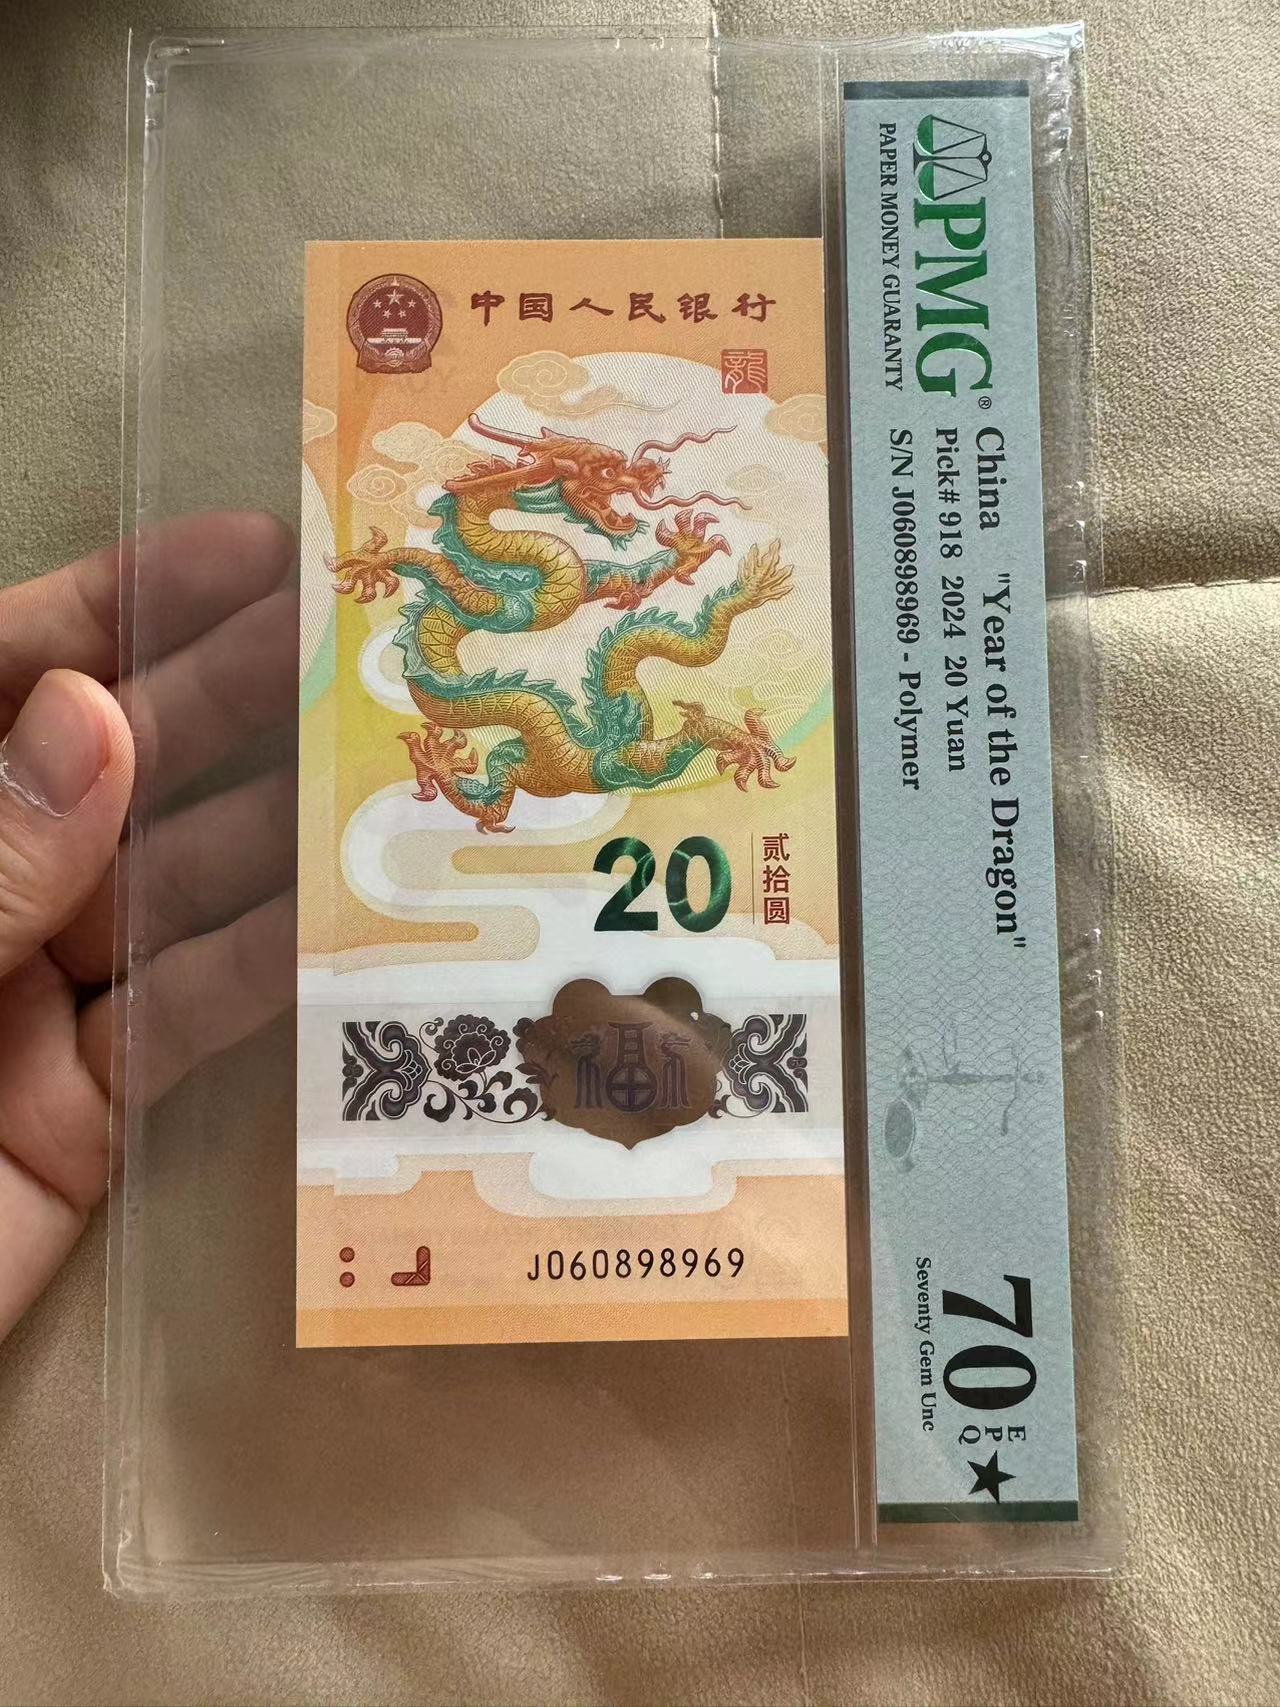 中国人民银行
龍
20
贰拾圆
福
J060898969
PMG®
PAPER MONEY GUARANTY
China "Year of the Dragon"
Pick# 918 2024 20 Yuan
S/N J060898969 - Polymer
70 EPQ★
Seventy Gem Unc